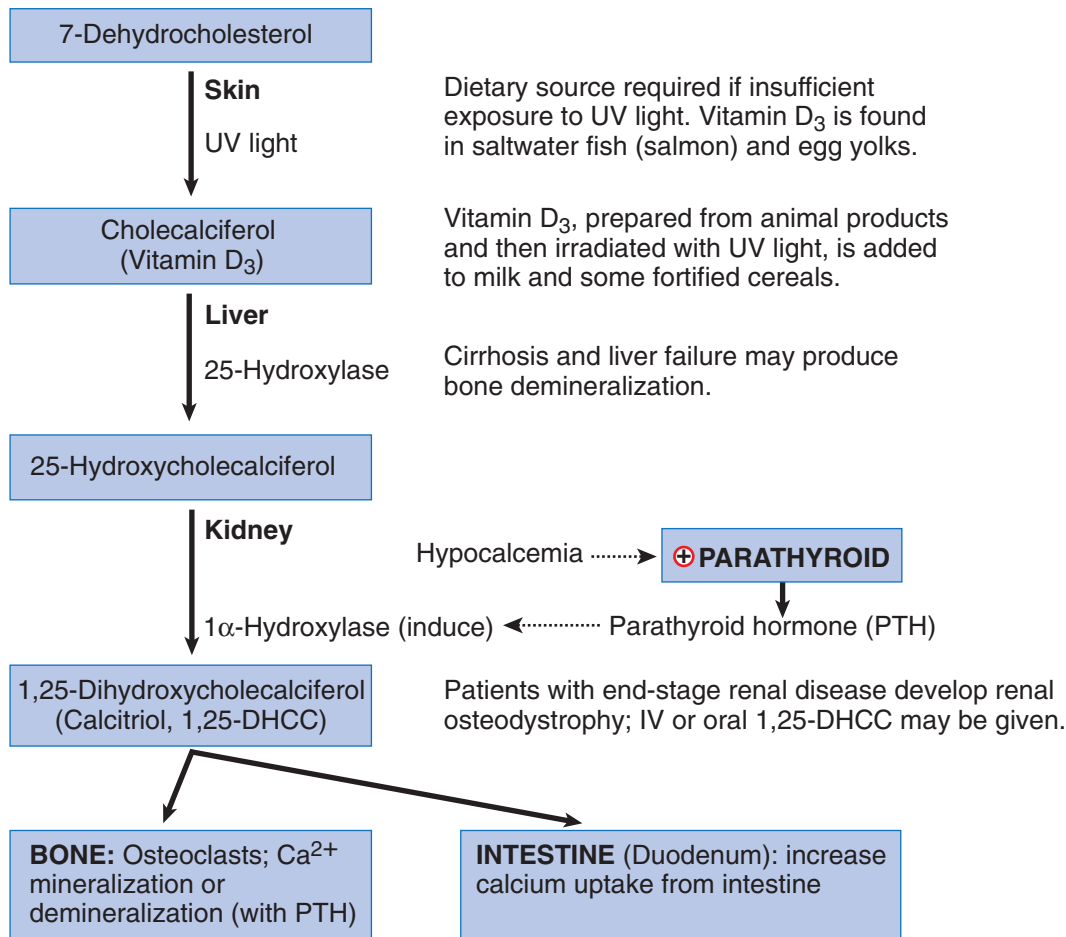 7-Dehydrocholesterol
Skin
UV light
Dietary source required if insufficient
exposure to UV light. Vitamin D3 is found
in saltwater fish (salmon) and egg yolks.
Cholecalciferol
(Vitamin D3)
Vitamin D3, prepared from animal products
and then irradiated with UV light, is added
to milk and some fortified cereals.
Liver
25-Hydroxylase
Cirrhosis and liver failure may produce
bone demineralization.
25-Hydroxycholecalciferol
Kidney
Hypocalcemia
+ PARATHYROID
1α-Hydroxylase (induce)
Parathyroid hormone (PTH)
1,25-Dihydroxycholecalciferol
(Calcitriol, 1,25-DHCC)
Patients with end-stage renal disease develop renal
osteodystrophy; IV or oral 1,25-DHCC may be given.
BONE: Osteoclasts; Ca2+
mineralization or
demineralization (with PTH)
INTESTINE (Duodenum): increase
calcium uptake from intestine